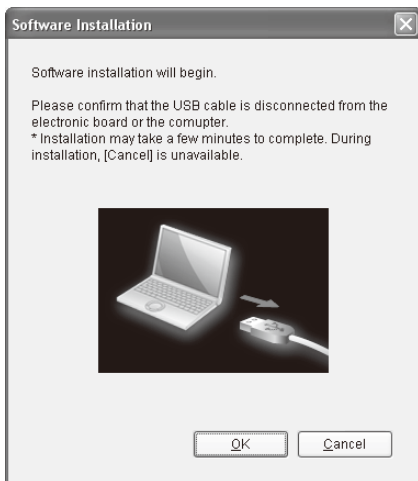 Software Installation
Software installation will begin.
Please confirm that the USB cable is disconnected from the
electronic board or the comupter.
* Installation may take a few minutes to complete. During
installation, [Cancel] is unavailable.
OK
Cancel